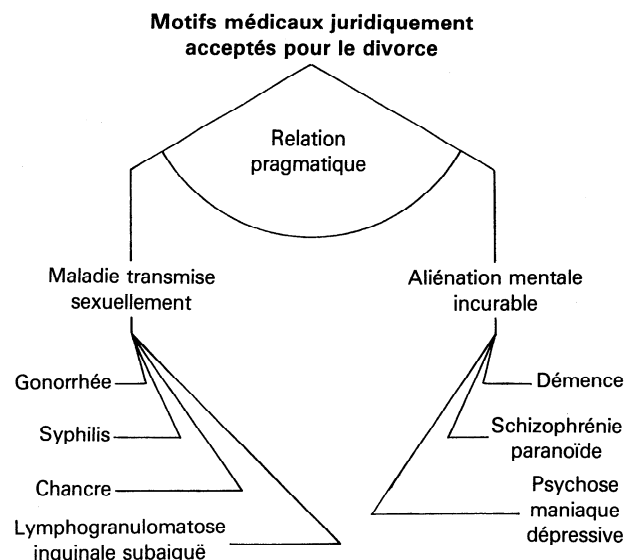 Motifs médicaux juridiquement
acceptés pour le divorce
Relation
pragmatique
Maladie transmise
sexuellement
Aliénation mentale
incurable
Gonorrhée
Syphilis
Chancre
Lymphogranulomatose
inguinale subaiguë
Démence
Schizophrénie
paranoïde
Psychose
maniaque
dépressive